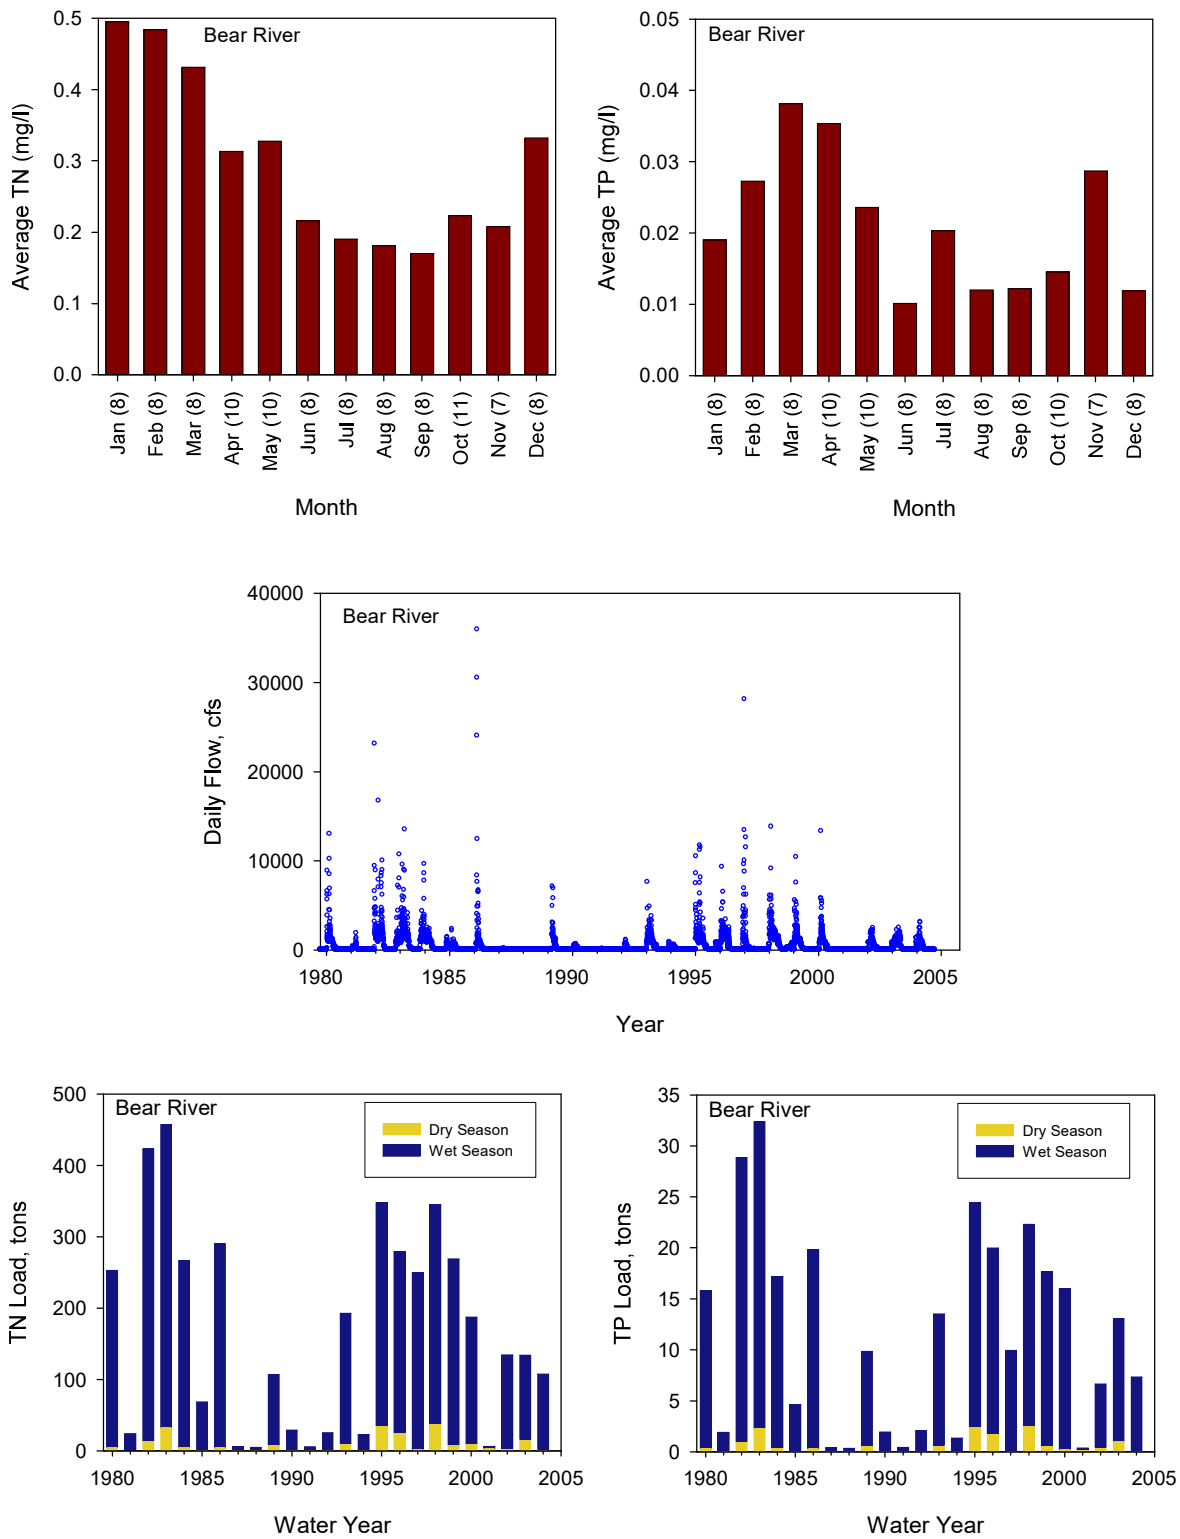 Bear River
0.5
0.4
0.3
0.2
0.1
0.0
Average TN (mg/l)
Jan (8)
Feb (8)
Mar (8)
Apr (10)
May (10)
Jun (8)
Jul (8)
Aug (8)
Sep (8)
Oct (11)
Nov (7)
Dec (8)
Month
Bear River
0.05
0.04
0.03
0.02
0.01
0.00
Average TP (mg/l)
Jan (8)
Feb (8)
Mar (8)
Apr (10)
May (10)
Jun (8)
Jul (8)
Aug (8)
Sep (8)
Oct (10)
Nov (7)
Dec (8)
Month
Bear River
40000
30000
20000
10000
0
Daily Flow, cfs
1980
1985
1990
1995
2000
2005
Year
Bear River
Dry Season
Wet Season
500
400
300
200
100
0
TN Load, tons
1980
1985
1990
1995
2000
2005
Water Year
Bear River
Dry Season
Wet Season
35
30
25
20
15
10
5
0
TP Load, tons
1980
1985
1990
1995
2000
2005
Water Year